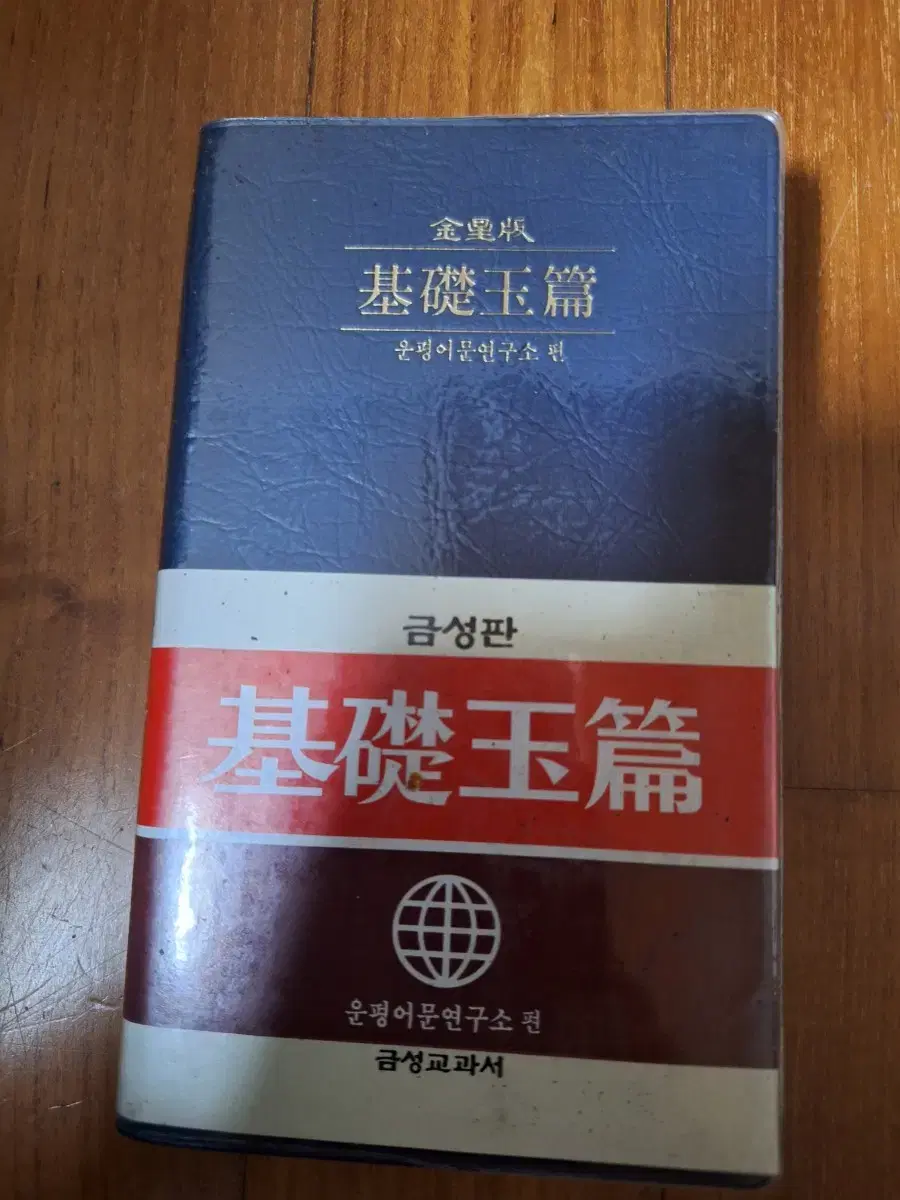 金星版
基礎玉篇
운평어문연구소 편
금성판
基礎玉篇
운평어문연구소 편
금성교과서